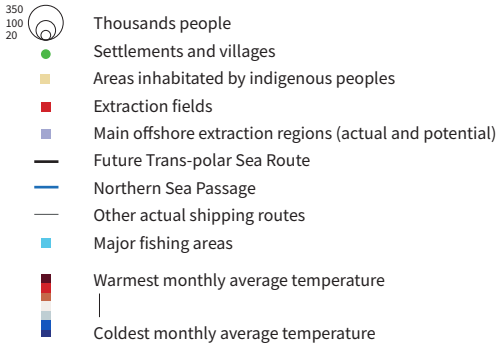 350
100
20
Thousands people
Settlements and villages
Areas inhabitated by indigenous peoples
Extraction fields
Main offshore extraction regions (actual and potential)
Future Trans-polar Sea Route
Northern Sea Passage
Other actual shipping routes
Major fishing areas
Warmest monthly average temperature
Coldest monthly average temperature